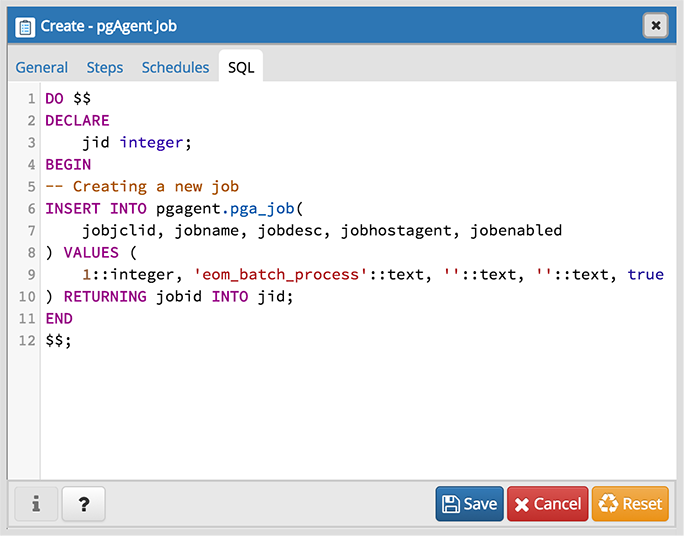 Create - pgAgent Job
General Steps Schedules SQL
1 DO $$
2 DECLARE
3 jid integer;
4 BEGIN
5 -- Creating a new job
6 INSERT INTO pgagent.pga_job(
7 jobjclid, jobname, jobdesc, jobhostagent, jobenabled
8 ) VALUES (
9 1::integer, 'eom_batch_process'::text, ''::text, ''::text, true
10 ) RETURNING jobid INTO jid;
11 END
12 $$;
i ? Save Cancel Reset